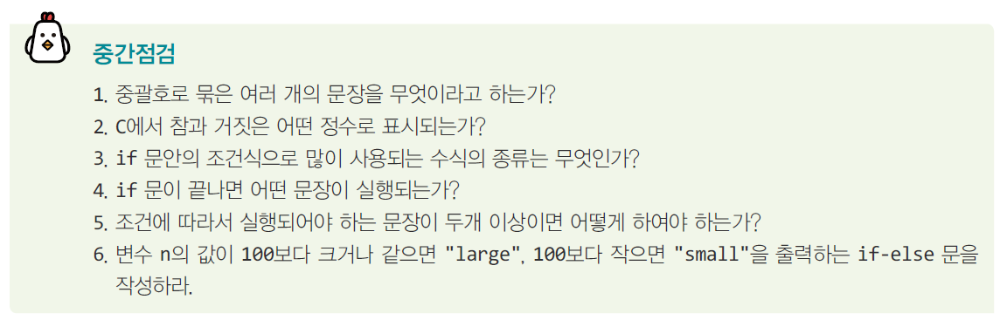 중간점검
1. 중괄호로 묶은 여러 개의 문장을 무엇이라고 하는가?
2. C에서 참과 거짓은 어떤 정수로 표시되는가?
3. if 문안의 조건식으로 많이 사용되는 수식의 종류는 무엇인가?
4. if 문이 끝나면 어떤 문장이 실행되는가?
5. 조건에 따라서 실행되어야 하는 문장이 두개 이상이면 어떻게 하여야 하는가?
6. 변수 n의 값이 100보다 크거나 같으면 "large", 100보다 작으면 "small"을 출력하는 if-else 문을
작성하라.